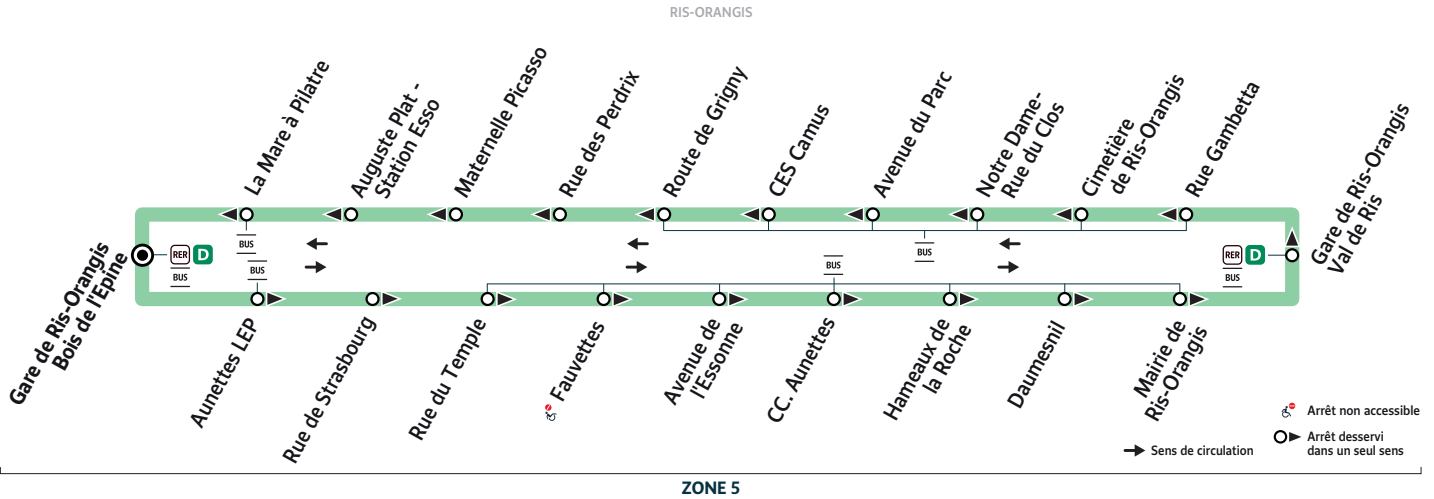 RIS-ORANGIS
La Mare à Pilatre
Auguste Plat -
Station Esso
Maternelle Picasso
Rue des Perdrix
Route de Grigny
CES Camus
Avenue du Parc
Notre Dame-
Rue du Clos
Cimetière
de Ris-Orangis
Rue Gambetta
Gare de Ris-Orangis
Val de Ris
Gare de Ris-Orangis
Bois de l'Epine
RER D
BUS
BUS
BUS
BUS
BUS
RER D
BUS
Aunettes LEP
Rue de Strasbourg
Rue du Temple
Fauvettes
Avenue de
l'Essonne
CC. Aunettes
Hameaux de
la Roche
Daumesnil
Mairie de
Ris-Orangis
Arrêt non accessible
Sens de circulation
Arrêt desservi
dans un seul sens
ZONE 5